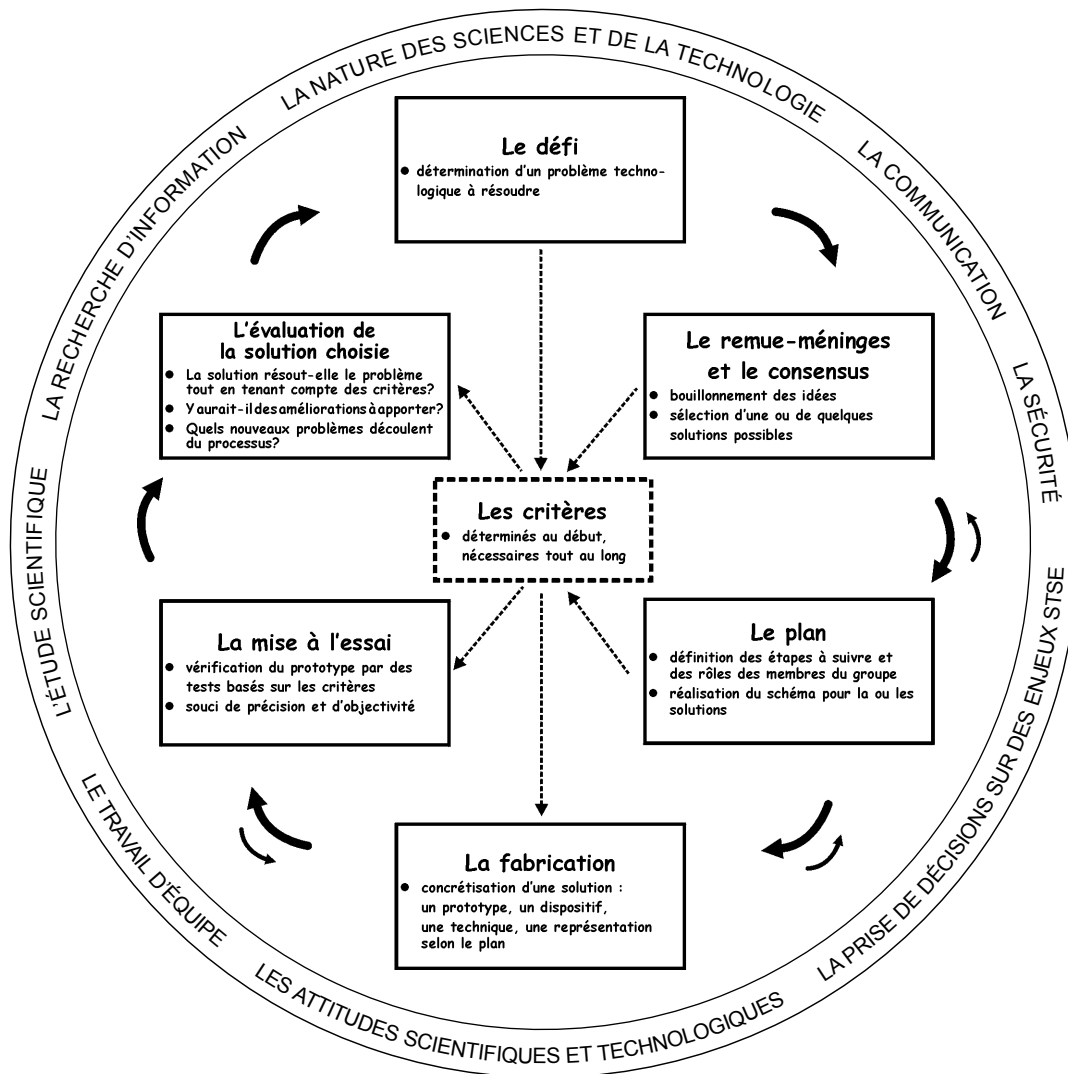 LA NATURE DES SCIENCES ET DE LA TECHNOLOGIE
LA COMMUNICATION
LA SÉCURITÉ
LA PRISE DE DÉCISIONS SUR DES ENJEUX STSE
LES ATTITUDES SCIENTIFIQUES ET TECHNOLOGIQUES
LE TRAVAIL D'ÉQUIPE
L'ÉTUDE SCIENTIFIQUE
LA RECHERCHE D'INFORMATION
Le défi
• détermination d'un problème techno-
logique à résoudre
Le remue-méninges
et le consensus
• bouillonnement des idées
• sélection d'une ou de quelques
solutions possibles
Le plan
• définition des étapes à suivre et
des rôles des membres du groupe
• réalisation du schéma pour la ou les
solutions
La fabrication
• concrétisation d'une solution :
un prototype, un dispositif,
une technique, une représentation
selon le plan
La mise à l'essai
• vérification du prototype par des
tests basés sur les critères
• souci de précision et d'objectivité
L'évaluation de
la solution choisie
• La solution résout-elle le problème
tout en tenant compte des critères?
• Y aurait-il des améliorations à apporter?
• Quels nouveaux problèmes découlent
du processus?
Les critères
• déterminés au début,
nécessaires tout au long